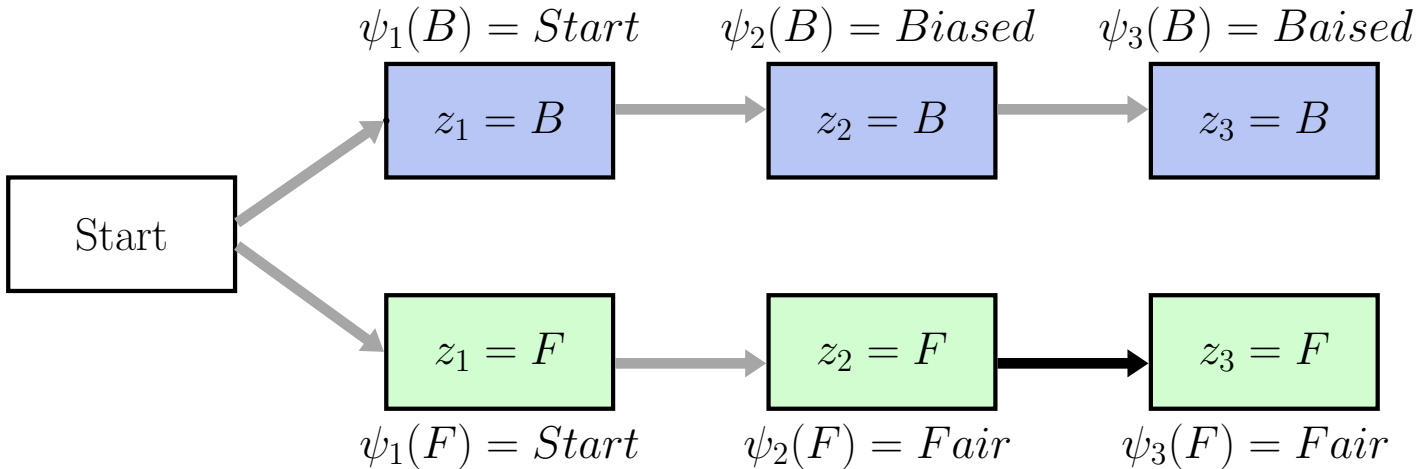 ψ₁(B) = Start ψ₂(B) = Biased ψ₃(B) = Baised
z₁ = B z₂ = B z₃ = B
Start
z₁ = F z₂ = F z₃ = F
ψ₁(F) = Start ψ₂(F) = Fair ψ₃(F) = Fair